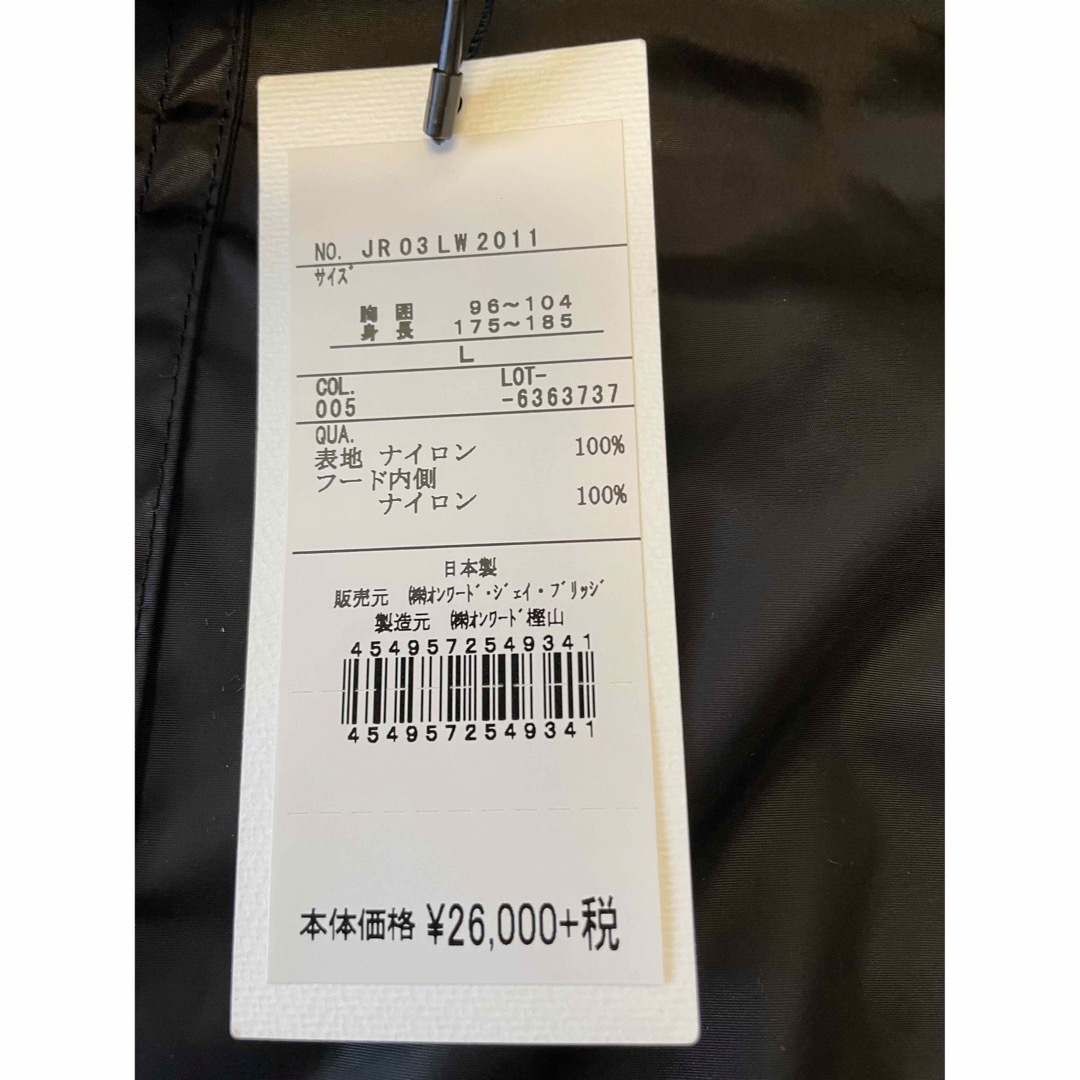 NO. JR03LW2011
ｻｲｽﾞ
胸囲 96～104
身長 175～185
L
COL. LOT-
005 -6363737
QUA.
表地 ナイロン 100%
フード内側
ナイロン 100%
日本製
販売元 ㈱ｵﾝﾜｰﾄﾞ･ｼﾞｪｲ・ﾌﾞﾘｯｼﾞ
製造元 ㈱ｵﾝﾜｰﾄﾞ樫山
4549572549341
4549572549341
本体価格 ¥26,000+税